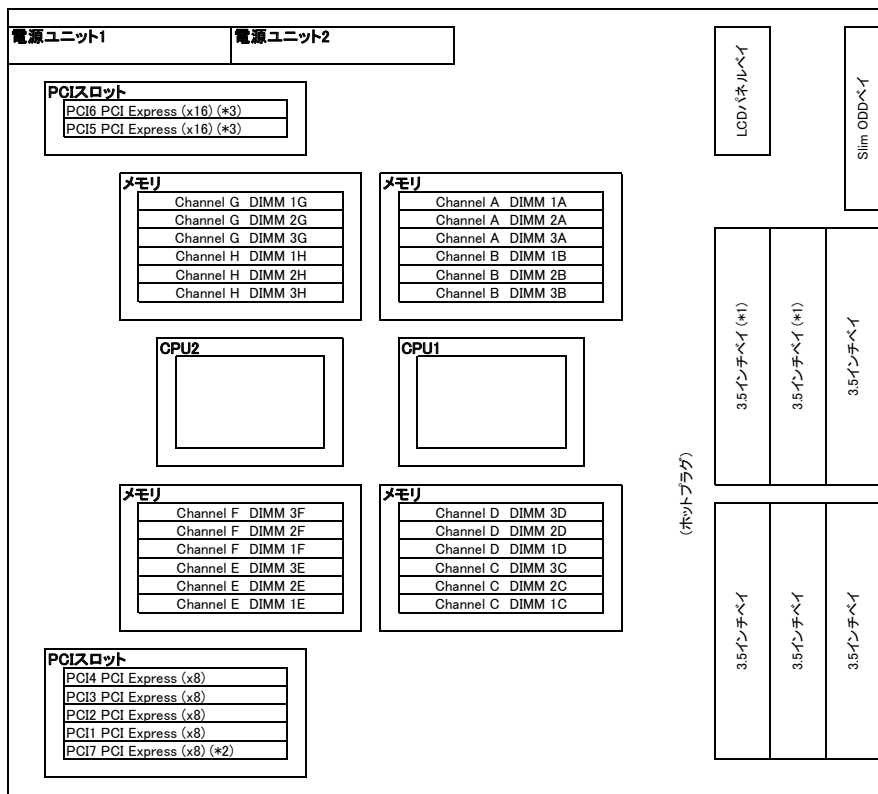 電源ユニット1
電源ユニット2
LCDパネルベイ
Slim ODDベイ
PCIスロット
PCI6 PCI Express (x16) (*3)
PCI5 PCI Express (x16) (*3)
メモリ
Channel G DIMM 1G
Channel G DIMM 2G
Channel G DIMM 3G
Channel H DIMM 1H
Channel H DIMM 2H
Channel H DIMM 3H
メモリ
Channel A DIMM 1A
Channel A DIMM 2A
Channel A DIMM 3A
Channel B DIMM 1B
Channel B DIMM 2B
Channel B DIMM 3B
3.5インチベイ (*1)
3.5インチベイ (*1)
3.5インチベイ
CPU2
CPU1
(ホットプラグ)
メモリ
Channel F DIMM 3F
Channel F DIMM 2F
Channel F DIMM 1F
Channel E DIMM 3E
Channel E DIMM 2E
Channel E DIMM 1E
メモリ
Channel D DIMM 3D
Channel D DIMM 2D
Channel D DIMM 1D
Channel C DIMM 3C
Channel C DIMM 2C
Channel C DIMM 1C
3.5インチベイ
3.5インチベイ
3.5インチベイ
PCIスロット
PCI4 PCI Express (x8)
PCI3 PCI Express (x8)
PCI2 PCI Express (x8)
PCI1 PCI Express (x8)
PCI7 PCI Express (x8) (*2)